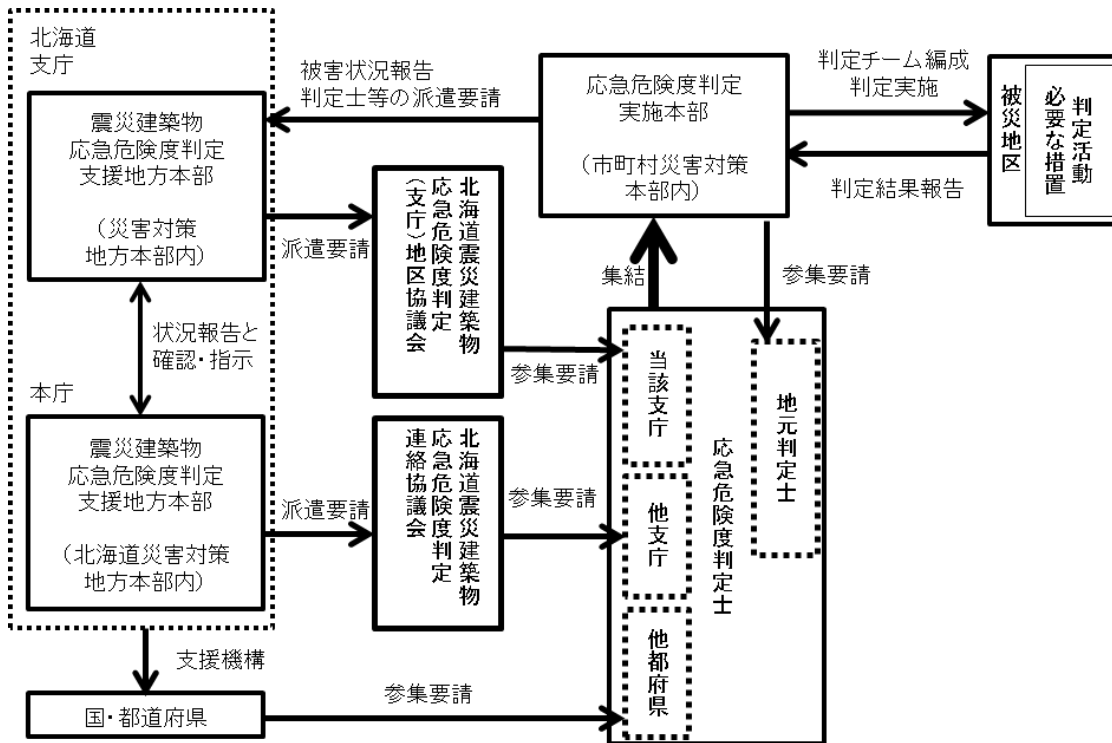 北海道
支庁
震災建築物
応急危険度判定
支援地方本部
（災害対策
地方本部内）
状況報告と
確認・指示
本庁
震災建築物
応急危険度判定
支援地方本部
（北海道災害対策
地方本部内）
支援機構
国・都道府県
被害状況報告
判定士等の派遣要請
派遣要請
北海道震災建築物
応急危険度判定
（支庁）地区協議会
派遣要請
北海道震災建築物
応急危険度判定
連絡協議会
参集要請
参集要請
参集要請
応急危険度判定
実施本部
（市町村災害対策
本部内）
集結
参集要請
当該支庁
他支庁
他都府県
応急危険度判定士
地元判定士
判定チーム編成
判定実施
判定結果報告
被災地区
判定活動
必要な措置